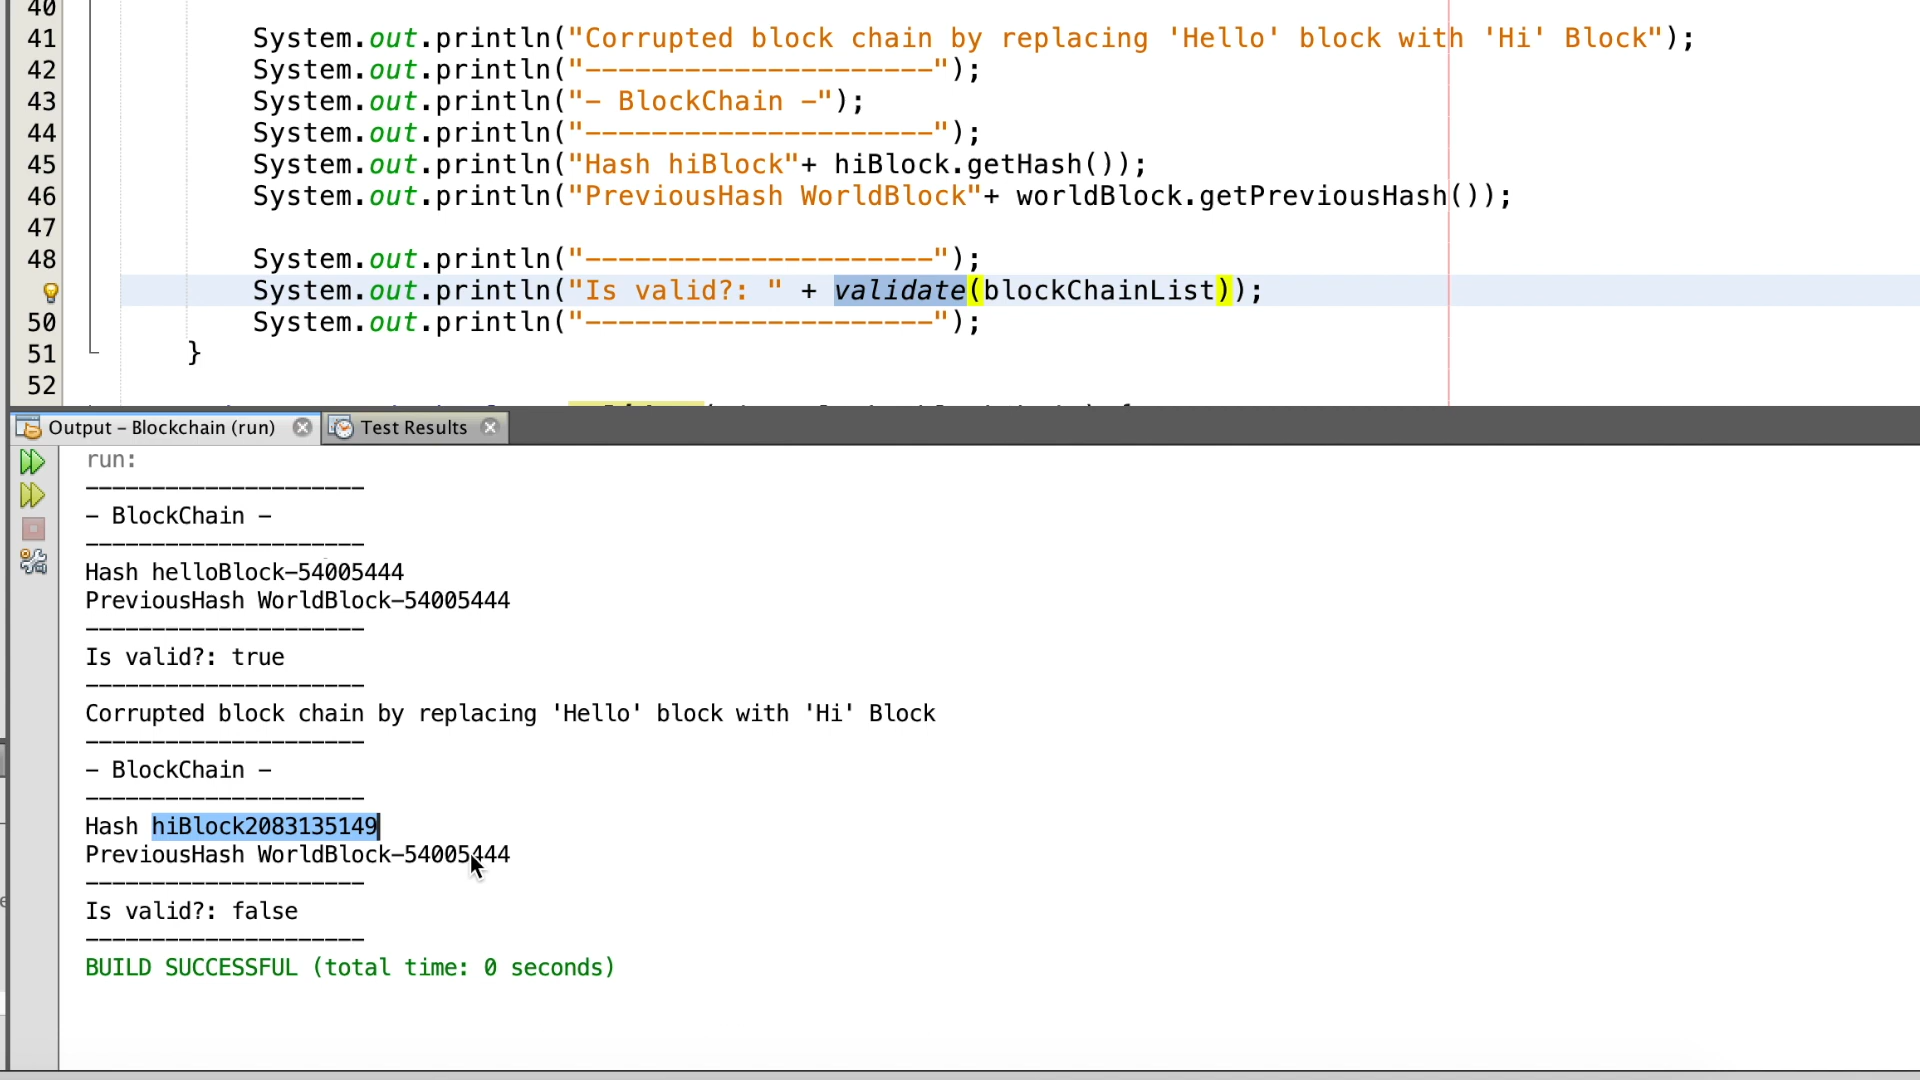 40
41 System.out.println("Corrupted block chain by replacing 'Hello' block with 'Hi' Block");
42 System.out.println("---------------------");
43 System.out.println("- BlockChain -");
44 System.out.println("---------------------");
45 System.out.println("Hash hiBlock"+ hiBlock.getHash());
46 System.out.println("PreviousHash WorldBlock"+ worldBlock.getPreviousHash());
47
48 System.out.println("---------------------");
System.out.println("Is valid?: " + validate(blockChainList));
50 System.out.println("---------------------");
51 }
52
Output - Blockchain (run) Test Results
run:
---------------------
- BlockChain -
---------------------
Hash helloBlock-54005444
PreviousHash WorldBlock-54005444
---------------------
Is valid?: true
---------------------
Corrupted block chain by replacing 'Hello' block with 'Hi' Block
---------------------
- BlockChain -
---------------------
Hash hiBlock2083135149
PreviousHash WorldBlock-54005444
---------------------
Is valid?: false
---------------------
BUILD SUCCESSFUL (total time: 0 seconds)